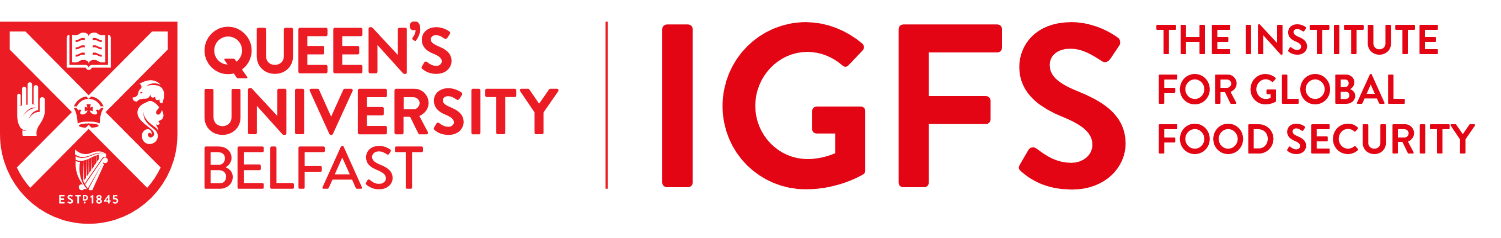 QUEEN'S
UNIVERSITY
BELFAST
ESTD1845
IGFS
THE INSTITUTE
FOR GLOBAL
FOOD SECURITY